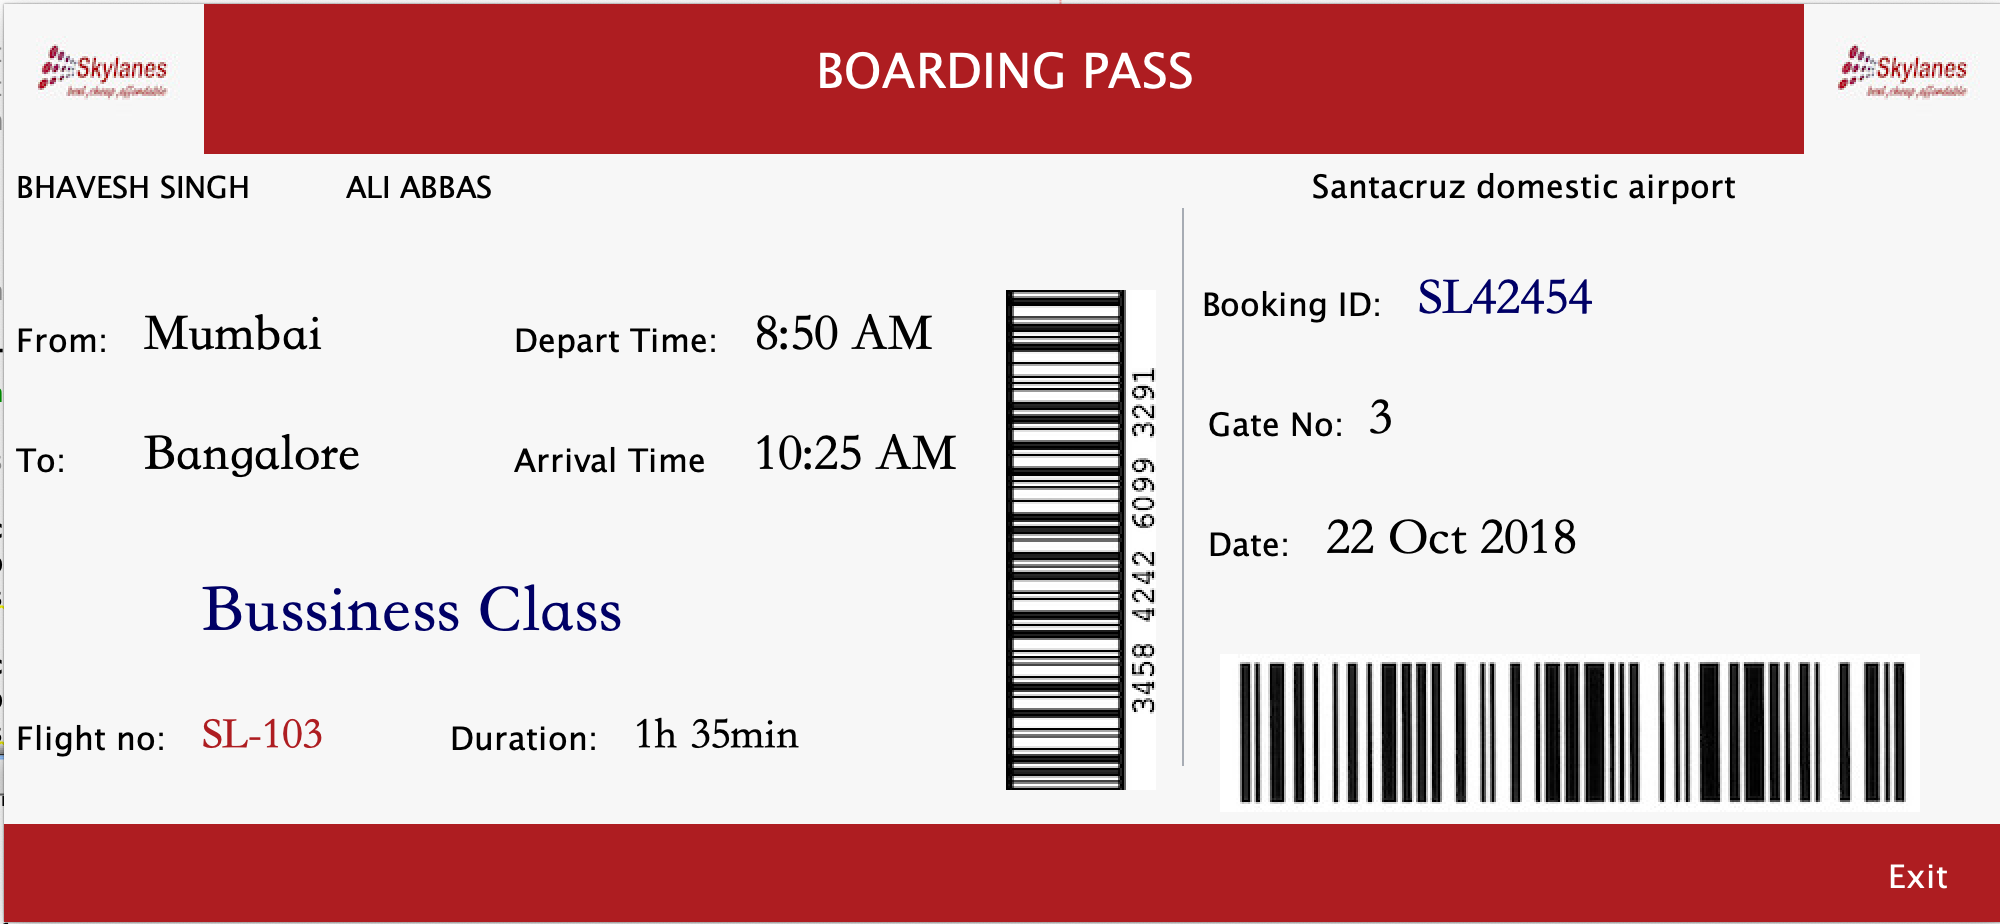 Skylanes
best,cheap,affordable
BOARDING PASS
Skylanes
best,cheap,affordable
BHAVESH SINGH ALI ABBAS
Santacruz domestic airport
From: Mumbai Depart Time: 8:50 AM
To: Bangalore Arrival Time 10:25 AM
Bussiness Class
Flight no: SL-103 Duration: 1h 35min
3458 4242 6099 3291
Booking ID: SL42454
Gate No: 3
Date: 22 Oct 2018
Exit